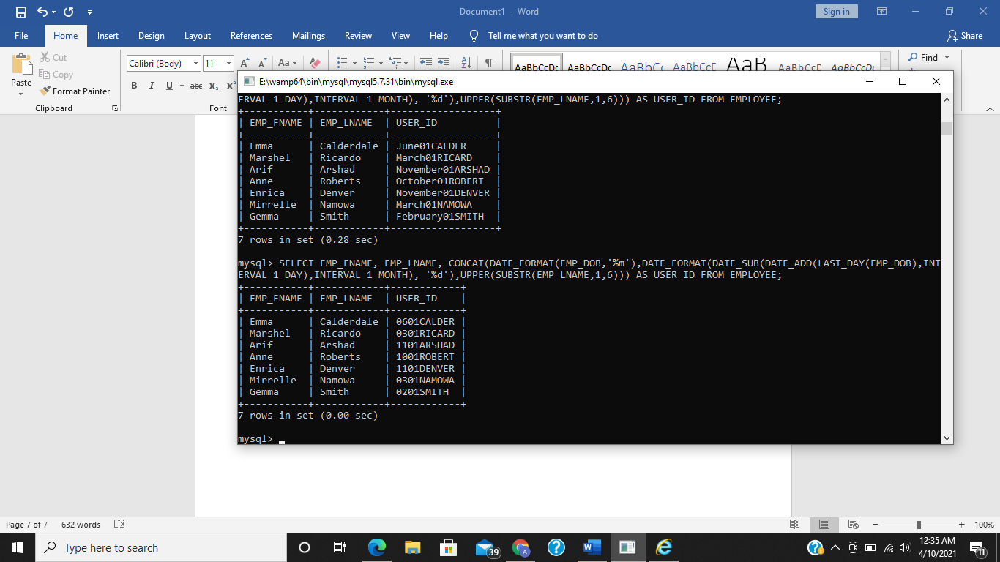 Document1 - Word
Sign in
File Home Insert Design Layout References Mailings Review View Help Tell me what you want to do Share
Paste
Cut
Copy
Format Painter
Clipboard
Calibri (Body) 11
B I U abc x₂ x²
Font
AaBbCcDc AaBbCcDc AaBbCc AaBbCcD AaB AaBbCcD AaBbCcDc
Find
E:\wamp64\bin\mysql\mysql5.7.31\bin\mysql.exe
ERVAL 1 DAY),INTERVAL 1 MONTH), '%d'),UPPER(SUBSTR(EMP_LNAME,1,6))) AS USER_ID FROM EMPLOYEE;
+-----------+------------+------------------+
| EMP_FNAME | EMP_LNAME | USER_ID |
+-----------+------------+------------------+
| Emma | Calderdale | June01CALDER |
| Marshel | Ricardo | March01RICARD |
| Arif | Arshad | November01ARSHAD |
| Anne | Roberts | October01ROBERT |
| Enrica | Denver | November01DENVER |
| Mirrelle | Namowa | March01NAMOWA |
| Gemma | Smith | February01SMITH |
+-----------+------------+------------------+
7 rows in set (0.28 sec)
mysql> SELECT EMP_FNAME, EMP_LNAME, CONCAT(DATE_FORMAT(EMP_DOB,'%m'),DATE_FORMAT(DATE_SUB(DATE_ADD(LAST_DAY(EMP_DOB),INT
ERVAL 1 DAY),INTERVAL 1 MONTH), '%d'),UPPER(SUBSTR(EMP_LNAME,1,6))) AS USER_ID FROM EMPLOYEE;
+-----------+------------+------------+
| EMP_FNAME | EMP_LNAME | USER_ID |
+-----------+------------+------------+
| Emma | Calderdale | 0601CALDER |
| Marshel | Ricardo | 0301RICARD |
| Arif | Arshad | 1101ARSHAD |
| Anne | Roberts | 1001ROBERT |
| Enrica | Denver | 1101DENVER |
| Mirrelle | Namowa | 0301NAMOWA |
| Gemma | Smith | 0201SMITH |
+-----------+------------+------------+
7 rows in set (0.00 sec)
mysql>
Page 7 of 7 632 words 100%
Type here to search
39
12:35 AM
4/10/2021
11